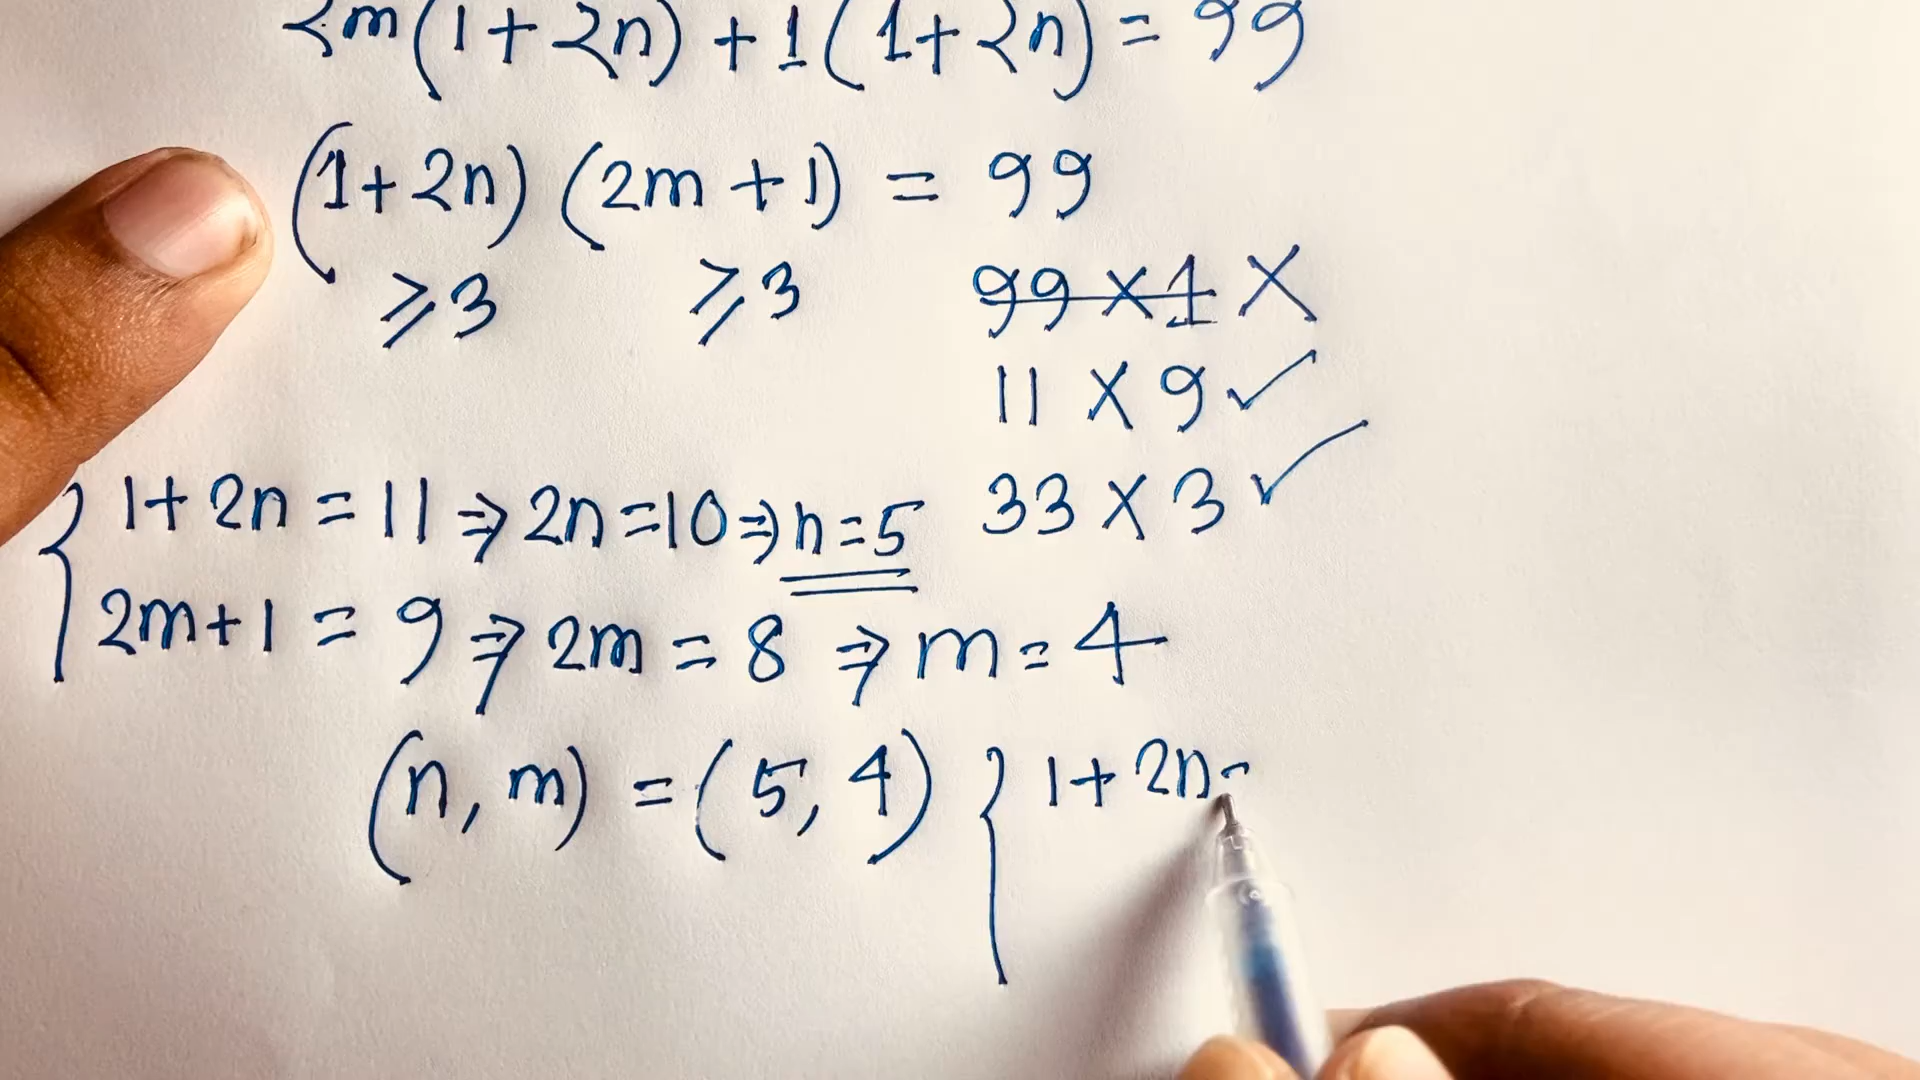 2m(1+2n)+1(1+2n)=99
(1+2n)(2m+1)=99
≥3 ≥3 99×1 ×
11×9 ✓
1+2n=11⇒2n=10⇒n=5 33×3 ✓
2m+1=9⇒2m=8⇒m=4
(n,m)=(5,4) { 1+2n-